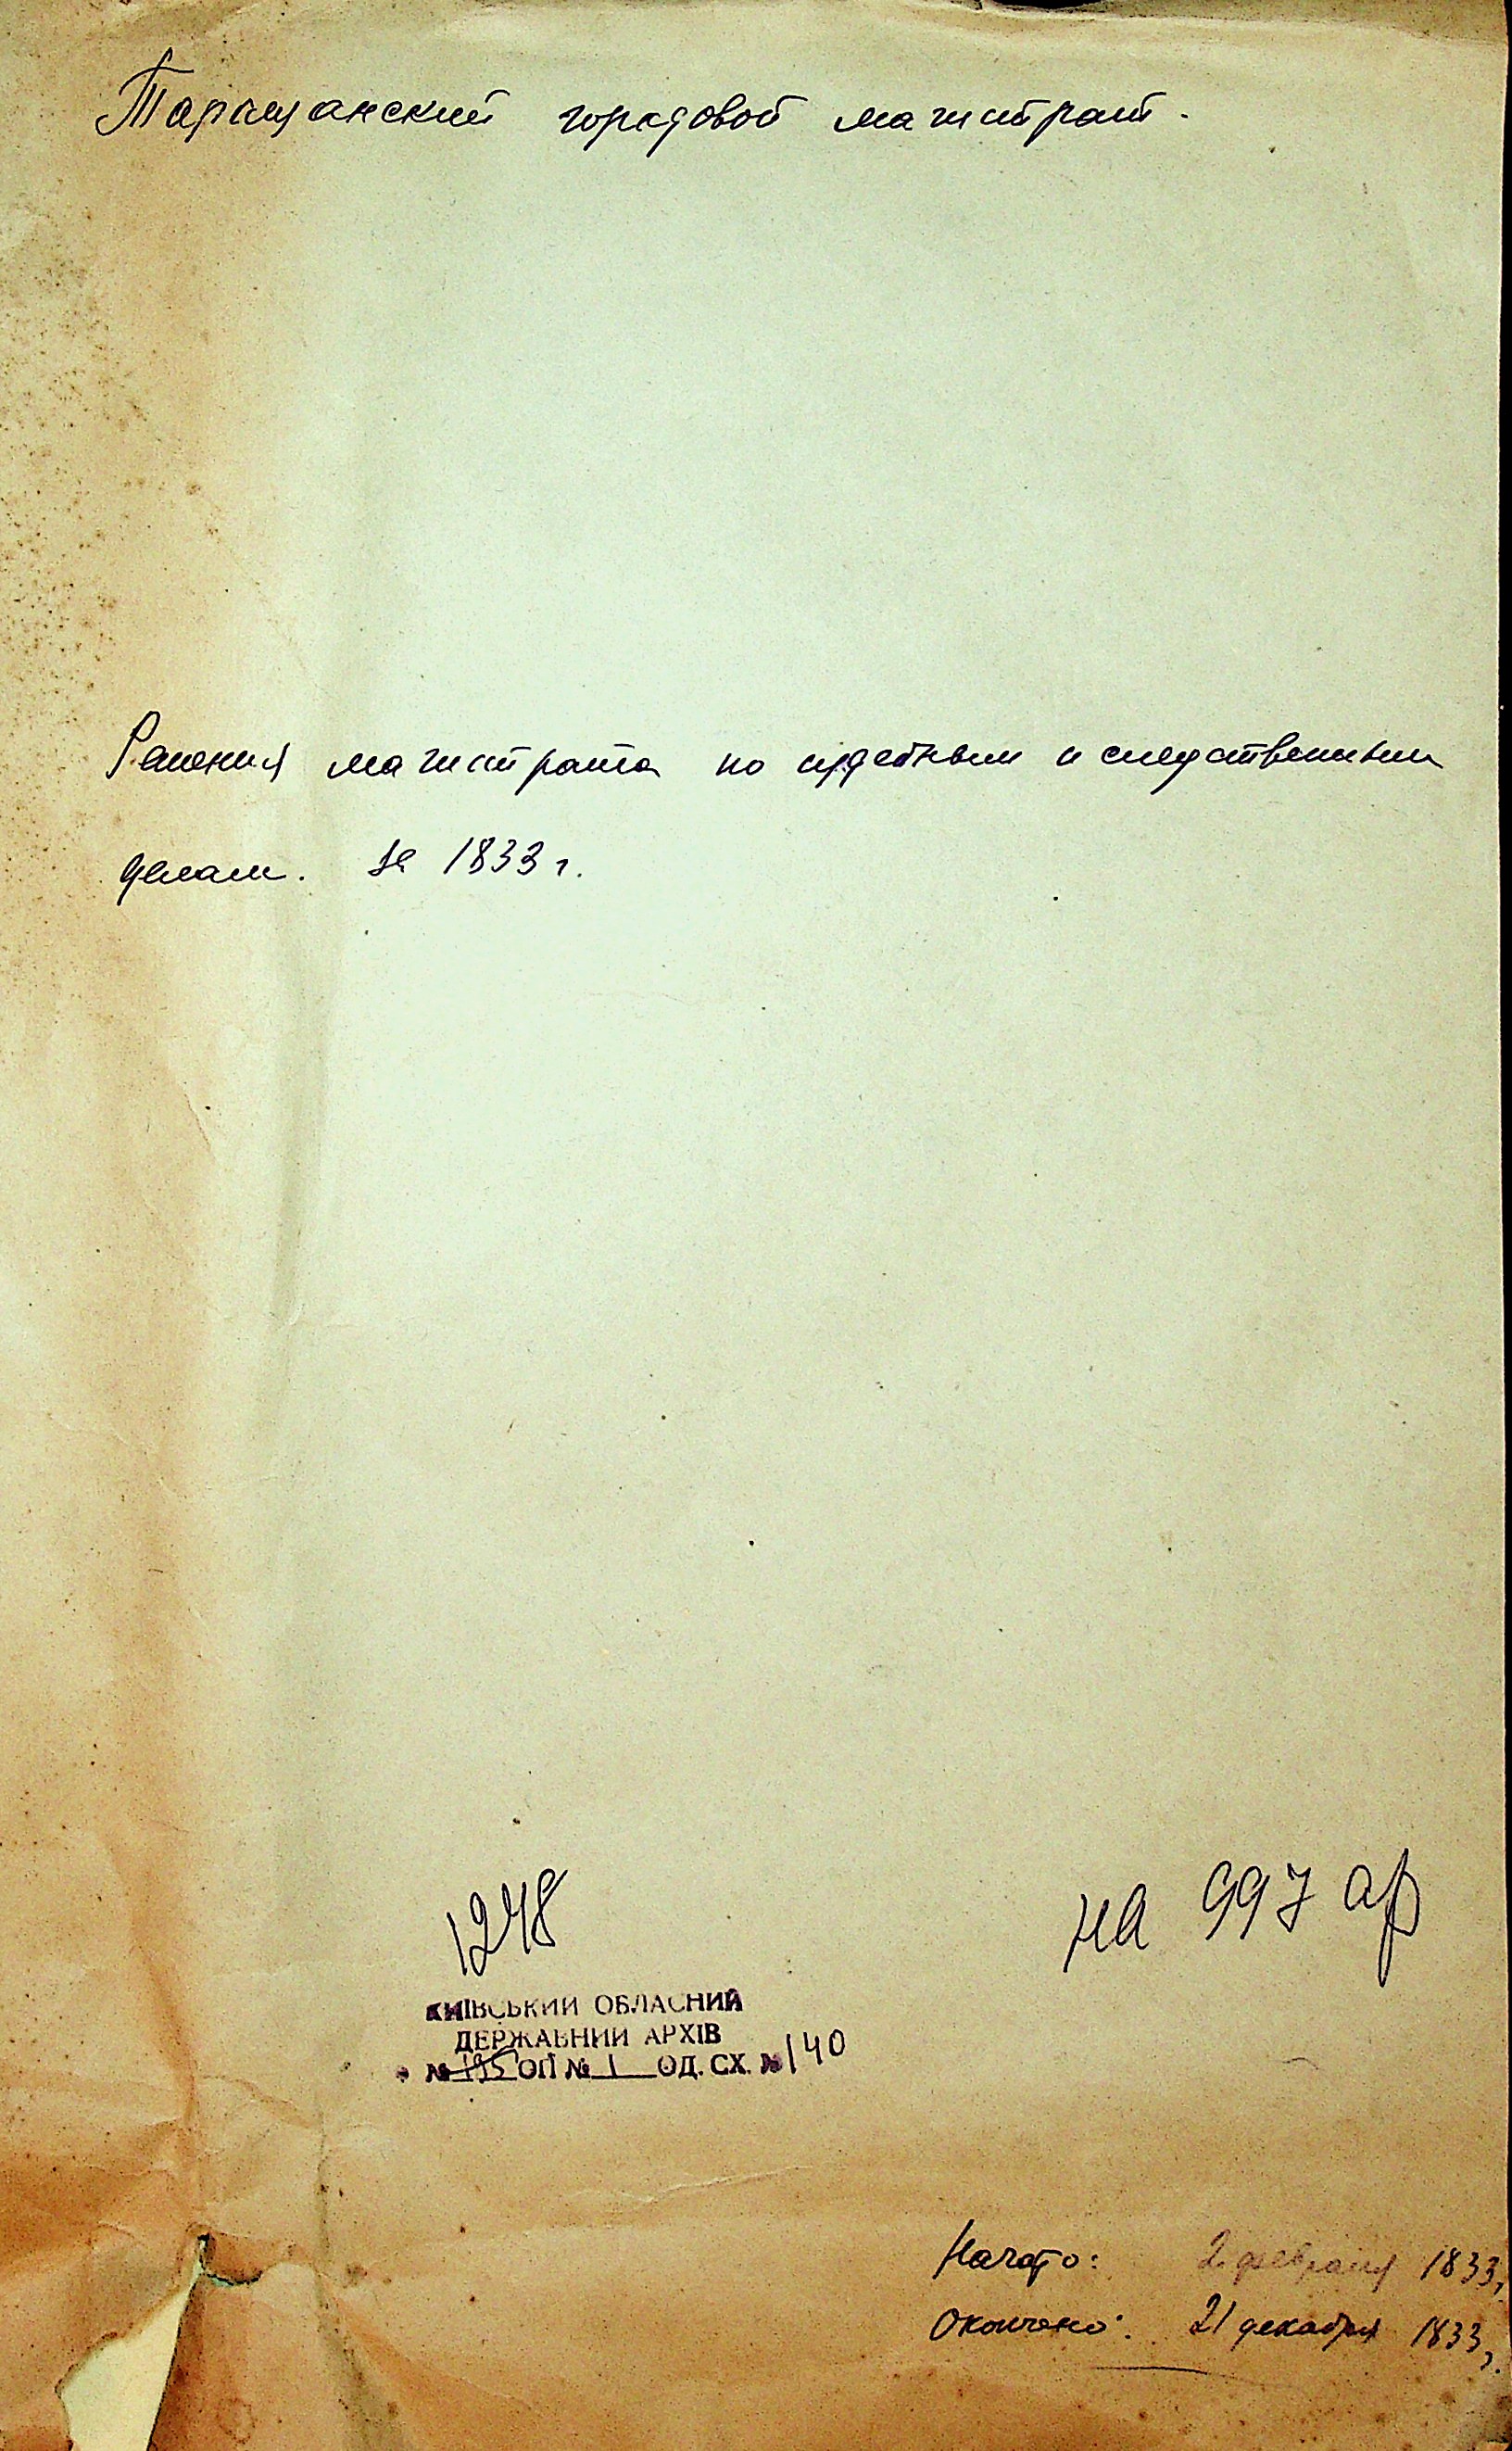 Таращанский городовой магистрат.
Решения магистрата по судебным и следственным
делам. за 1833 г.
1248
на 997 ар
КИЇВСЬКИЙ ОБЛАСНИЙ
ДЕРЖАВНИЙ АРХІВ
№ 195 ОП № 1 ОД. СХ. № 140
Начато: 2 февраля 1833 г.
Окончено: 21 декабря 1833 г.